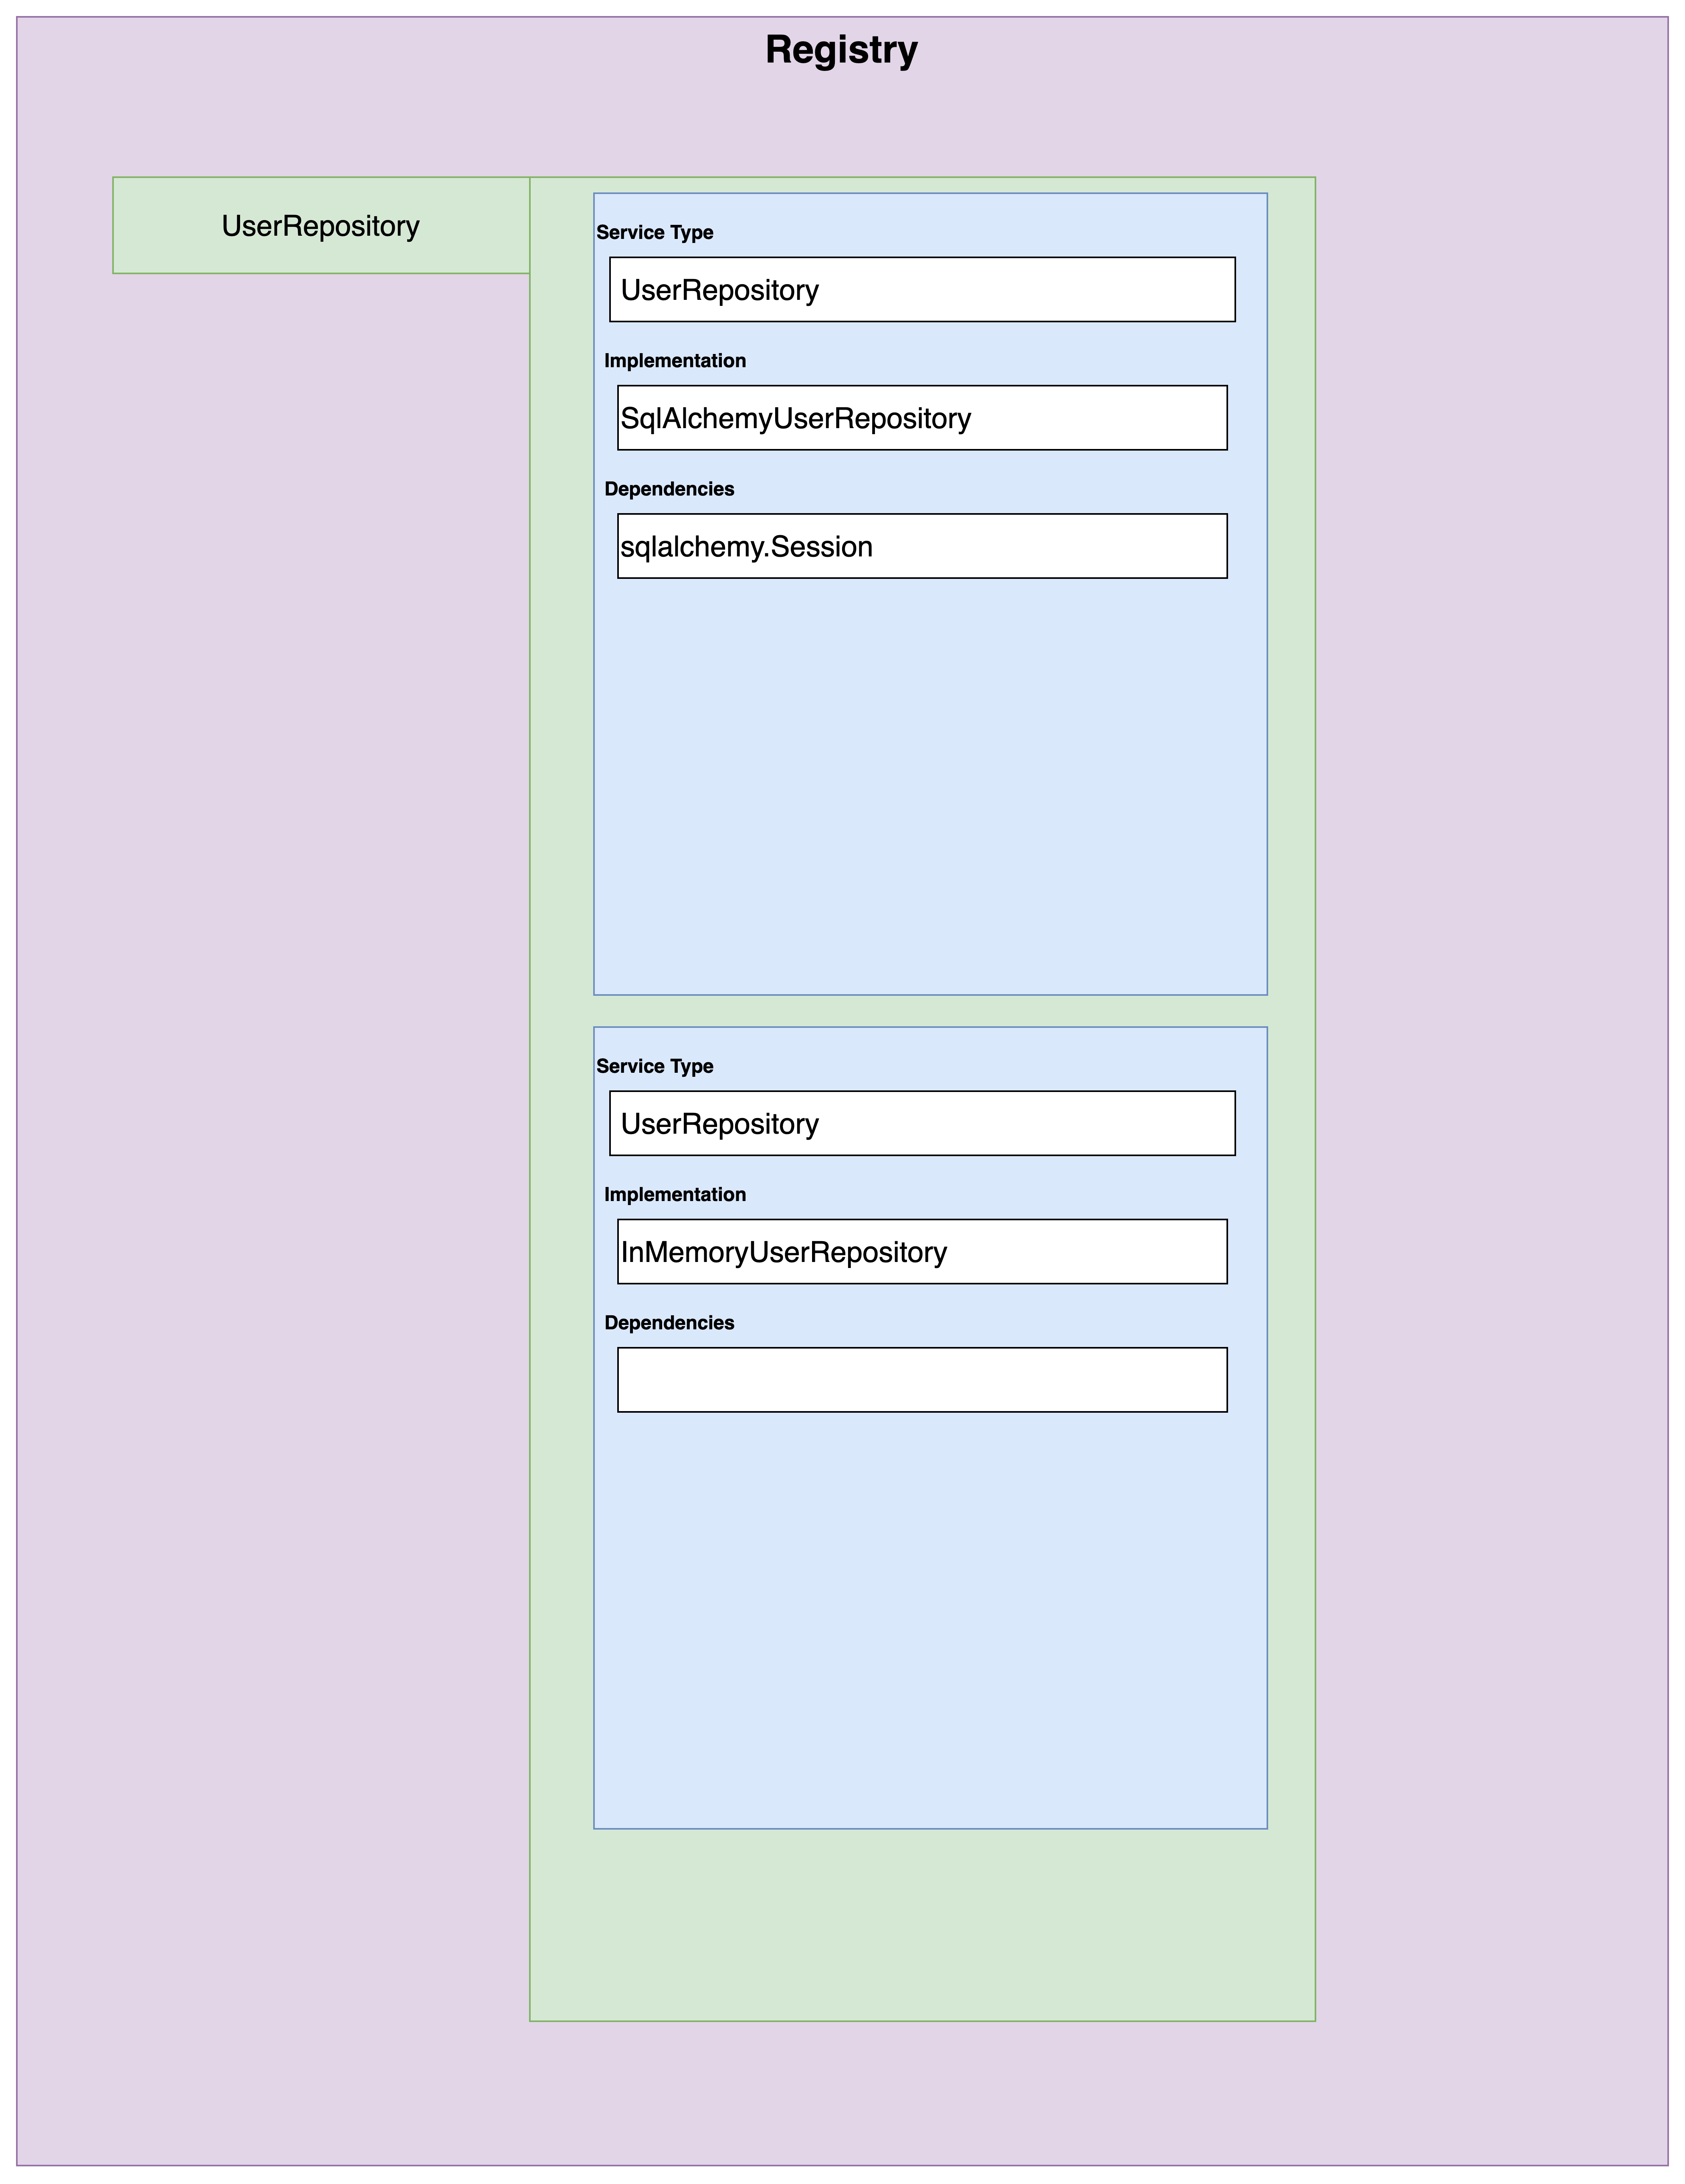 Registry
UserRepository
Service Type
UserRepository
Implementation
SqlAlchemyUserRepository
Dependencies
sqlalchemy.Session
Service Type
UserRepository
Implementation
InMemoryUserRepository
Dependencies